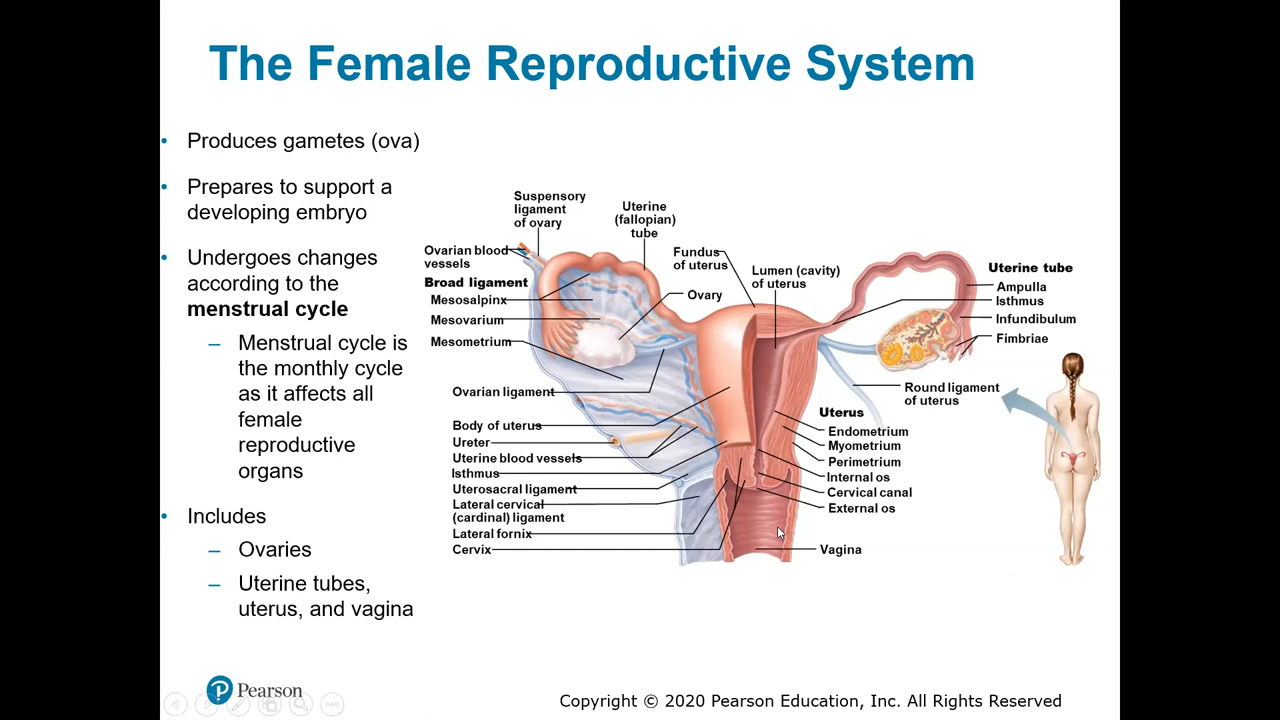 The Female Reproductive System
• Produces gametes (ova)
• Prepares to support a
developing embryo
• Undergoes changes
according to the
menstrual cycle
– Menstrual cycle is
the monthly cycle
as it affects all
female
reproductive
organs
• Includes
– Ovaries
– Uterine tubes,
uterus, and vagina
Suspensory
ligament
of ovary
Uterine
(fallopian)
tube
Ovarian blood
vessels
Broad ligament
Mesosalpinx
Mesovarium
Mesometrium
Ovary
Fundus
of uterus
Lumen (cavity)
of uterus
Ovarian ligament
Body of uterus
Ureter
Uterine blood vessels
Isthmus
Uterosacral ligament
Lateral cervical
(cardinal) ligament
Lateral fornix
Cervix
Uterine tube
Ampulla
Isthmus
Infundibulum
Fimbriae
Round ligament
of uterus
Uterus
Endometrium
Myometrium
Perimetrium
Internal os
Cervical canal
External os
Vagina
Pearson
Copyright © 2020 Pearson Education, Inc. All Rights Reserved